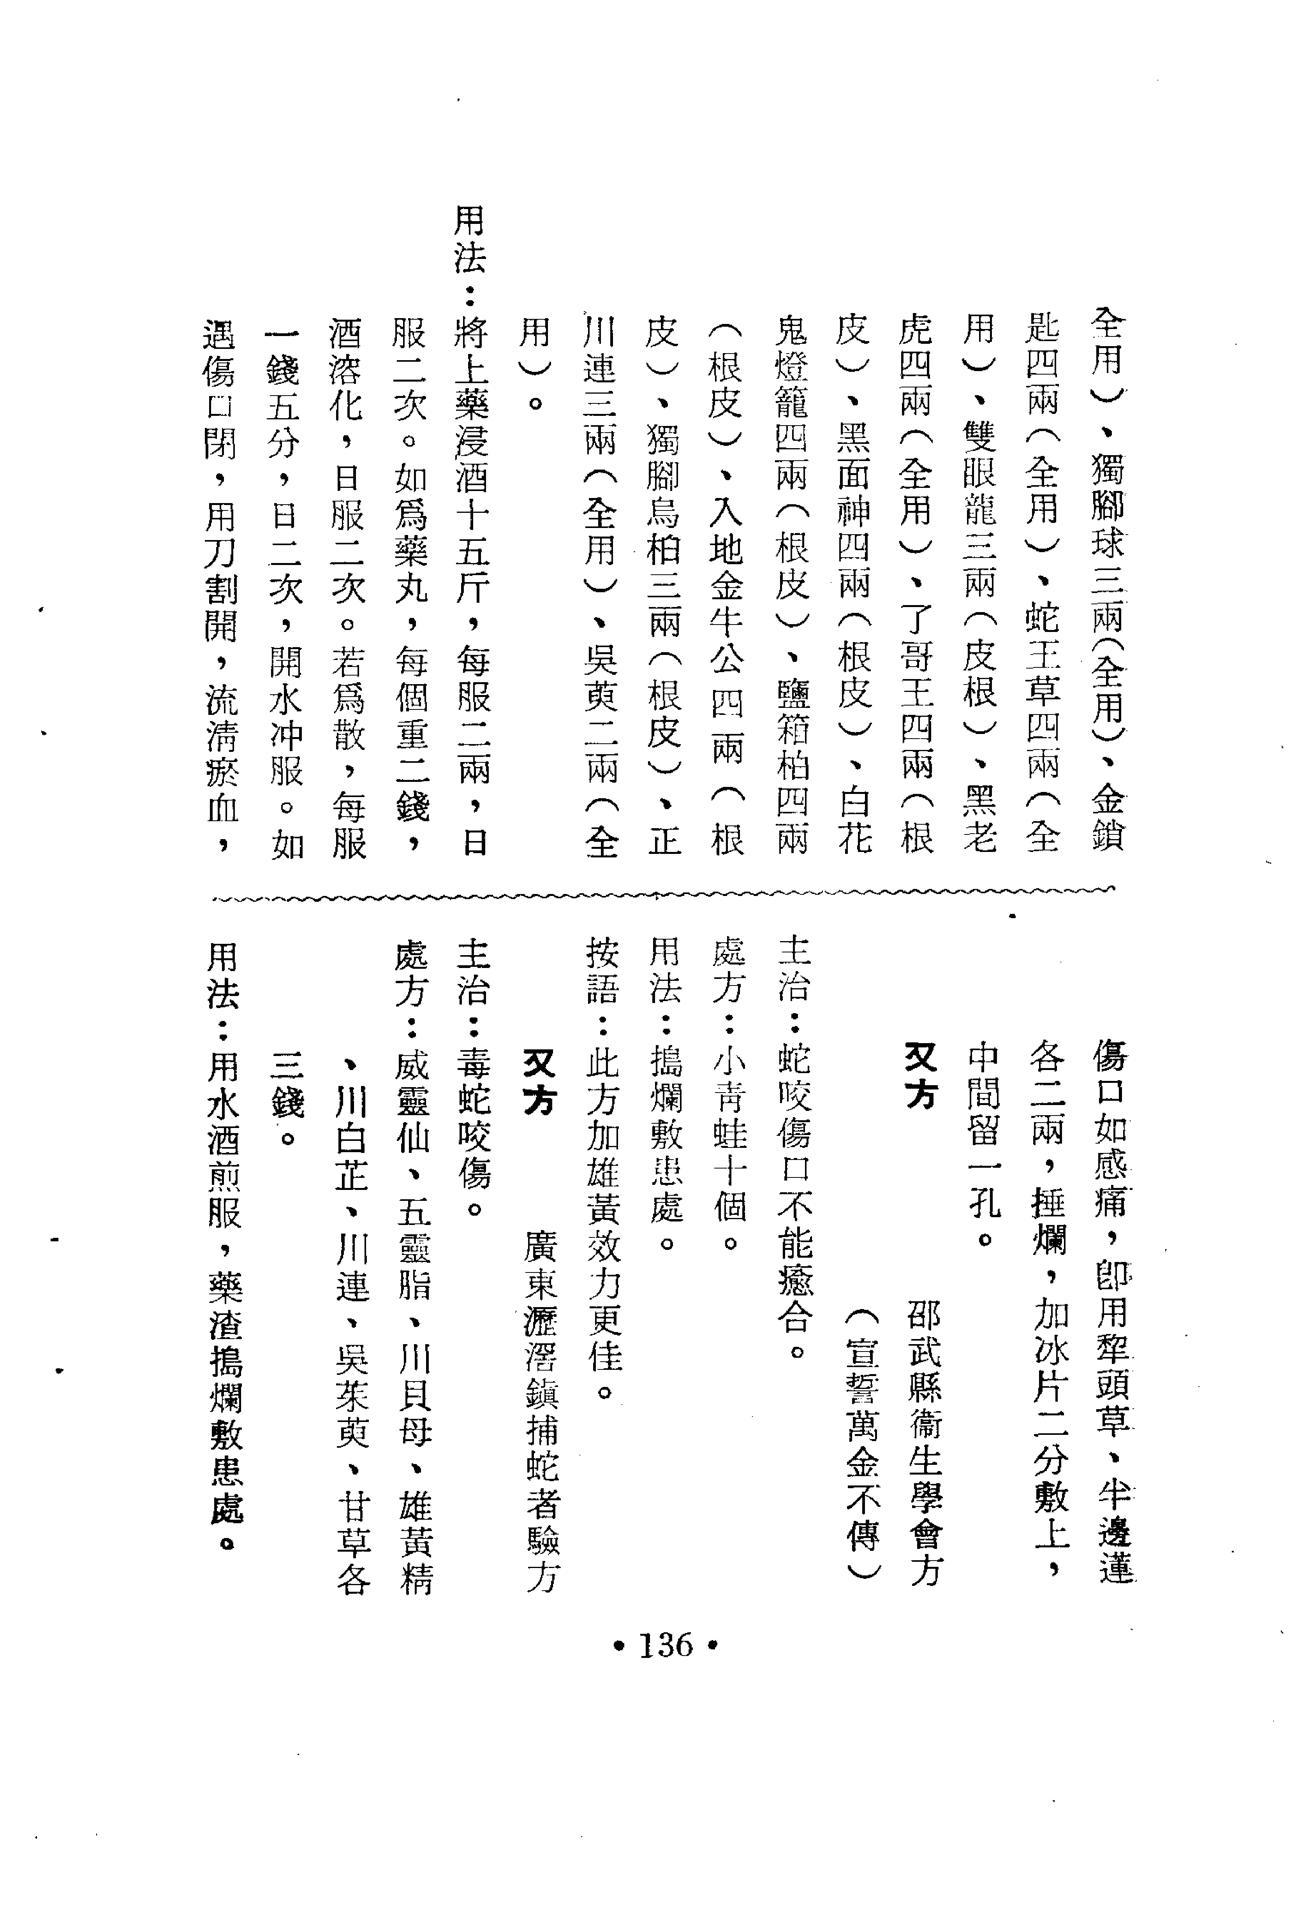 全用）、獨腳球三兩（全用）、金鎖
匙四兩（全用）、蛇王草四兩（全
用）、雙眼龍三兩（皮根）、黑老
虎四兩（全用）、了哥王四兩（根
皮）、黑面神四兩（根皮）、白花
鬼燈籠四兩（根皮）、鹽箱柏四兩
（根皮）、入地金牛公四兩（根
皮）、獨腳烏桕三兩（根皮）、正
川連三兩（全用）、吳萸二兩（全
用）。
用法：將上藥浸酒十五斤，每服二兩，日
服二次。如爲藥丸，每個重二錢，
酒溶化，日服二次。若爲散，每服
一錢五分，日二次，開水冲服。如
遇傷口閉，用刀割開，流淸瘀血，
傷口如感痛，卽用犂頭草、半邊蓮
各二兩，捶爛，加冰片二分敷上，
中間留一孔。
又方　邵武縣衞生學會方
（宣誓萬金不傳）
主治：蛇咬傷口不能癒合。
處方：小靑蛙十個。
用法：搗爛敷患處。
按語：此方加雄黃效力更佳。
又方　廣東瀝滘鎭捕蛇者驗方
主治：毒蛇咬傷。
處方：威靈仙、五靈脂、川貝母、雄黃精
、川白芷、川連、吳茱萸、甘草各
三錢。
用法：用水酒煎服，藥渣搗爛敷患處。
• 136 •